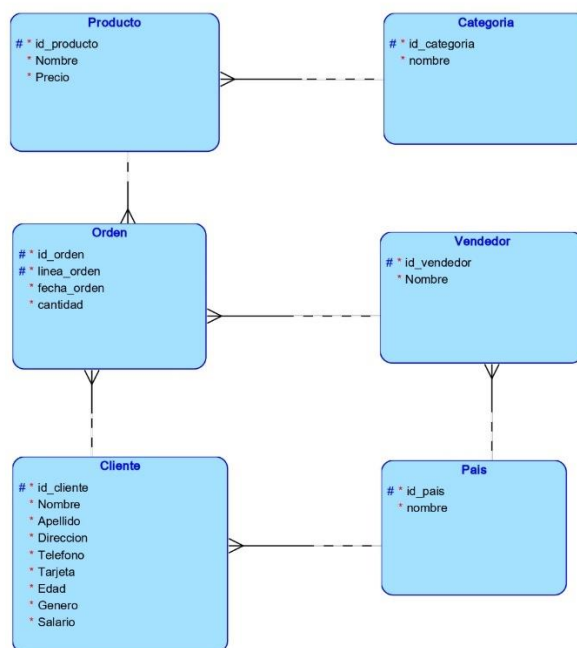 Producto
# * id_producto
* Nombre
* Precio
Categoria
# * id_categoria
* nombre
Orden
# * id_orden
# * linea_orden
* fecha_orden
* cantidad
Vendedor
# * id_vendedor
* Nombre
Cliente
# * id_cliente
* Nombre
* Apellido
* Direccion
* Telefono
* Tarjeta
* Edad
* Genero
* Salario
Pais
# * id_pais
* nombre